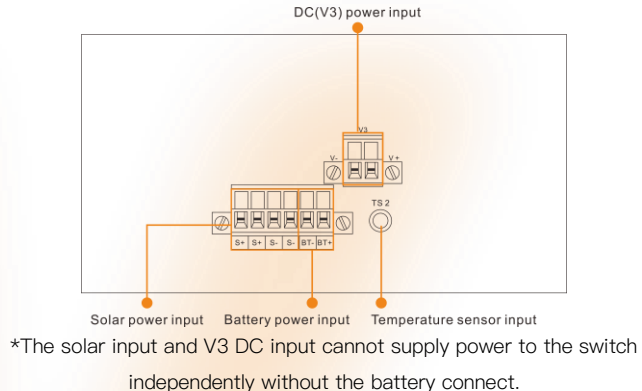 DC(V3) power input
V3
V- V+
TS 2
S+ S+ S- S- BT- BT+
Solar power input Battery power input Temperature sensor input
*The solar input and V3 DC input cannot supply power to the switch
independently without the battery connect.